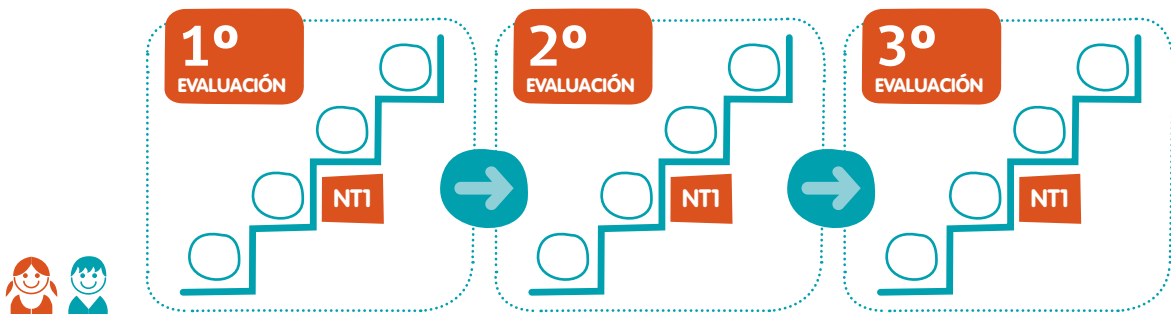 1º
EVALUACIÓN
NT1
2º
EVALUACIÓN
NT1
3º
EVALUACIÓN
NT1